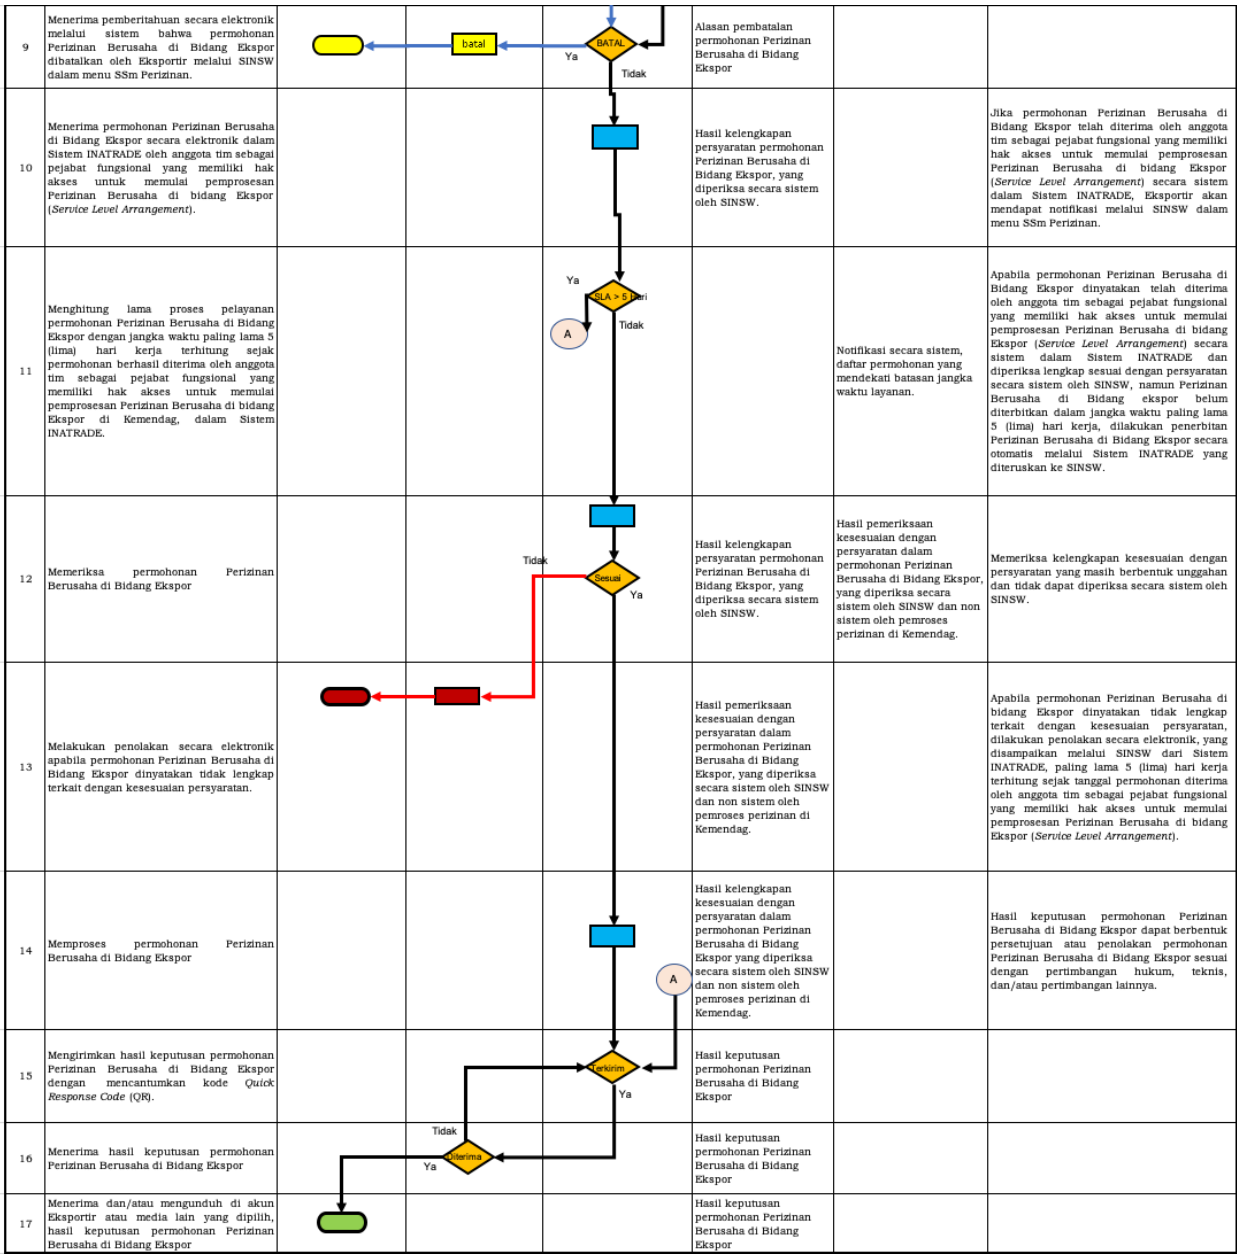 9
Menerima pemberitahuan secara elektronik
melalui sistem bahwa permohonan
Perizinan Berusaha di Bidang Ekspor
dibatalkan oleh Eksportir melalui SINSW
dalam menu SSm Perizinan.
batal
BATAL
Ya
Tidak
Alasan pembatalan
permohonan Perizinan
Berusaha di Bidang
Ekspor
10
Menerima permohonan Perizinan Berusaha
di Bidang Ekspor secara elektronik dalam
Sistem INATRADE oleh anggota tim sebagai
pejabat fungsional yang memiliki hak
akses untuk memulai pemprosesan
Perizinan Berusaha di bidang Ekspor
(Service Level Arrangement).
Hasil kelengkapan
persyaratan permohonan
Perizinan Berusaha di
Bidang Ekspor, yang
diperiksa secara sistem
oleh SINSW.
Jika permohonan Perizinan Berusaha di
Bidang Ekspor telah diterima oleh anggota
tim sebagai pejabat fungsional yang memiliki
hak akses untuk memulai pemprosesan
Perizinan Berusaha di bidang Ekspor
(Service Level Arrangement) secara sistem
dalam Sistem INATRADE, Eksportir akan
mendapat notifikasi melalui SINSW dalam
menu SSm Perizinan.
11
Menghitung lama proses pelayanan
permohonan Perizinan Berusaha di Bidang
Ekspor dengan jangka waktu paling lama 5
(lima) hari kerja terhitung sejak
permohonan berhasil diterima oleh anggota
tim sebagai pejabat fungsional yang
memiliki hak akses untuk memulai
pemprosesan Perizinan Berusaha di bidang
Ekspor di Kemendag, dalam Sistem
INATRADE.
Ya
SLA > 5 Hari
Tidak
A
Notifikasi secara sistem,
daftar permohonan yang
mendekati batasan jangka
waktu layanan.
Apabila permohonan Perizinan Berusaha di
Bidang Ekspor dinyatakan telah diterima
oleh anggota tim sebagai pejabat fungsional
yang memiliki hak akses untuk memulai
pemprosesan Perizinan Berusaha di bidang
Ekspor (Service Level Arrangement) secara
sistem dalam Sistem INATRADE dan
diperiksa lengkap sesuai dengan persyaratan
secara sistem oleh SINSW, namun Perizinan
Berusaha di Bidang ekspor belum
diterbitkan dalam jangka waktu paling lama
5 (lima) hari kerja, dilakukan penerbitan
Perizinan Berusaha di Bidang Ekspor secara
otomatis melalui Sistem INATRADE yang
diteruskan ke SINSW.
12
Memeriksa permohonan Perizinan
Berusaha di Bidang Ekspor
Tidak
Sesuai
Ya
Hasil kelengkapan
persyaratan permohonan
Perizinan Berusaha di
Bidang Ekspor, yang
diperiksa secara sistem
oleh SINSW.
Hasil pemeriksaan
kesesuaian dengan
persyaratan dalam
permohonan Perizinan
Berusaha di Bidang Ekspor,
yang diperiksa secara
sistem oleh SINSW dan non
sistem oleh pemroses
perizinan di Kemendag.
Memeriksa kelengkapan kesesuaian dengan
persyaratan yang masih berbentuk unggahan
dan tidak dapat diperiksa secara sistem oleh
SINSW.
13
Melakukan penolakan secara elektronik
apabila permohonan Perizinan Berusaha di
Bidang Ekspor dinyatakan tidak lengkap
terkait dengan kesesuaian persyaratan.
Hasil pemeriksaan
kesesuaian dengan
persyaratan dalam
permohonan Perizinan
Berusaha di Bidang
Ekspor, yang diperiksa
secara sistem oleh SINSW
dan non sistem oleh
pemroses perizinan di
Kemendag.
Apabila permohonan Perizinan Berusaha di
bidang Ekspor dinyatakan tidak lengkap
terkait dengan kesesuaian persyaratan,
dilakukan penolakan secara elektronik, yang
disampaikan melalui SINSW dari Sistem
INATRADE, paling lama 5 (lima) hari kerja
terhitung sejak tanggal permohonan diterima
oleh anggota tim sebagai pejabat fungsional
yang memiliki hak akses untuk memulai
pemprosesan Perizinan Berusaha di bidang
Ekspor (Service Level Arrangement).
14
Memproses permohonan Perizinan
Berusaha di Bidang Ekspor
A
Hasil kelengkapan
kesesuaian dengan
persyaratan dalam
permohonan Perizinan
Berusaha di Bidang
Ekspor yang diperiksa
secara sistem oleh SINSW
dan non sistem oleh
pemroses perizinan di
Kemendag.
Hasil keputusan permohonan Perizinan
Berusaha di Bidang Ekspor dapat berbentuk
persetujuan atau penolakan permohonan
Perizinan Berusaha di Bidang Ekspor sesuai
dengan pertimbangan hukum, teknis,
dan/atau pertimbangan lainnya.
15
Mengirimkan hasil keputusan permohonan
Perizinan Berusaha di Bidang Ekspor
dengan mencantumkan kode Quick
Response Code (QR).
Terkirim
Ya
Hasil keputusan
permohonan Perizinan
Berusaha di Bidang
Ekspor
16
Menerima hasil keputusan permohonan
Perizinan Berusaha di Bidang Ekspor
Tidak
Diterima
Ya
Hasil keputusan
permohonan Perizinan
Berusaha di Bidang
Ekspor
17
Menerima dan/atau mengunduh di akun
Eksportir atau media lain yang dipilih,
hasil keputusan permohonan Perizinan
Berusaha di Bidang Ekspor
Hasil keputusan
permohonan Perizinan
Berusaha di Bidang
Ekspor